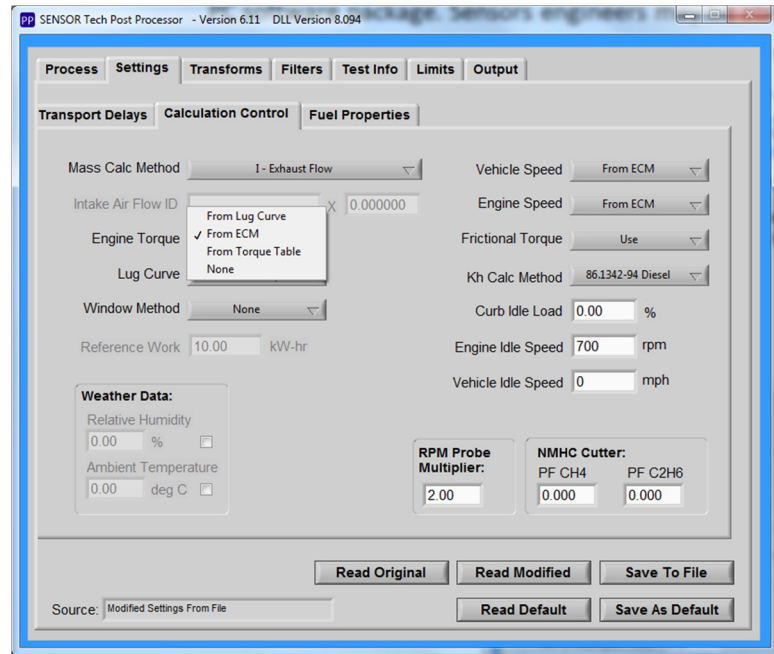 PP software package. Sensors engineers m
PP SENSOR Tech Post Processor - Version 6.11 DLL Version 8.094
Process Settings Transforms Filters Test Info Limits Output
Transport Delays Calculation Control Fuel Properties
Mass Calc Method I - Exhaust Flow Vehicle Speed From ECM
Intake Air Flow ID X 0.000000 Engine Speed From ECM
From Lug Curve
Engine Torque ✓ From ECM Frictional Torque Use
From Torque Table
Lug Curve None Kh Calc Method 86.1342-94 Diesel
Window Method None Curb Idle Load 0.00 %
Reference Work 10.00 kW-hr Engine Idle Speed 700 rpm
Vehicle Idle Speed 0 mph
Weather Data:
Relative Humidity
0.00 %
Ambient Temperature
0.00 deg C
RPM Probe
Multiplier:
2.00
NMHC Cutter:
PF CH4 PF C2H6
0.000 0.000
Read Original Read Modified Save To File
Source: Modified Settings From File Read Default Save As Default